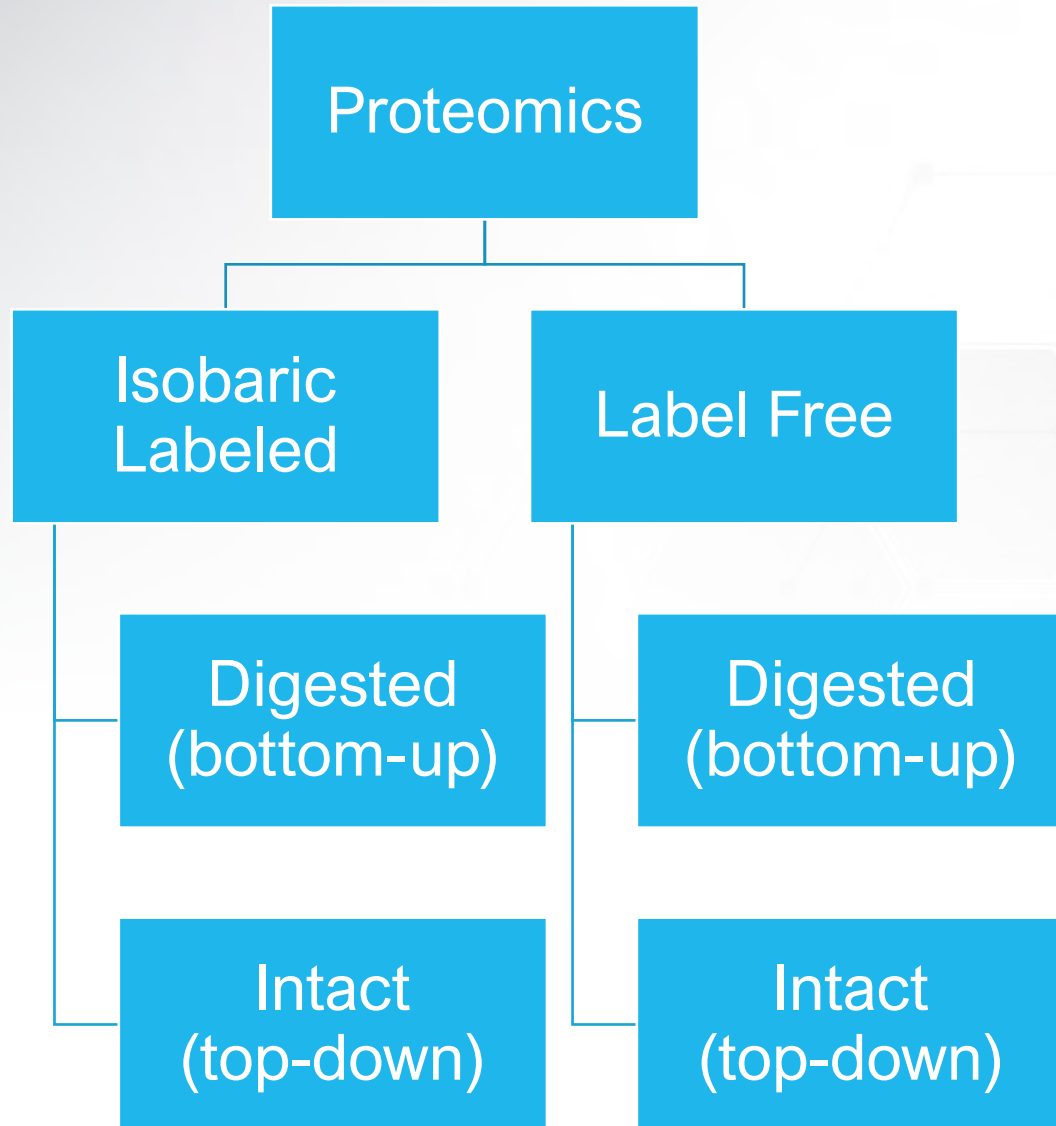 Proteomics
Isobaric
Labeled
Digested
(bottom-up)
Intact
(top-down)
Label Free
Digested
(bottom-up)
Intact
(top-down)